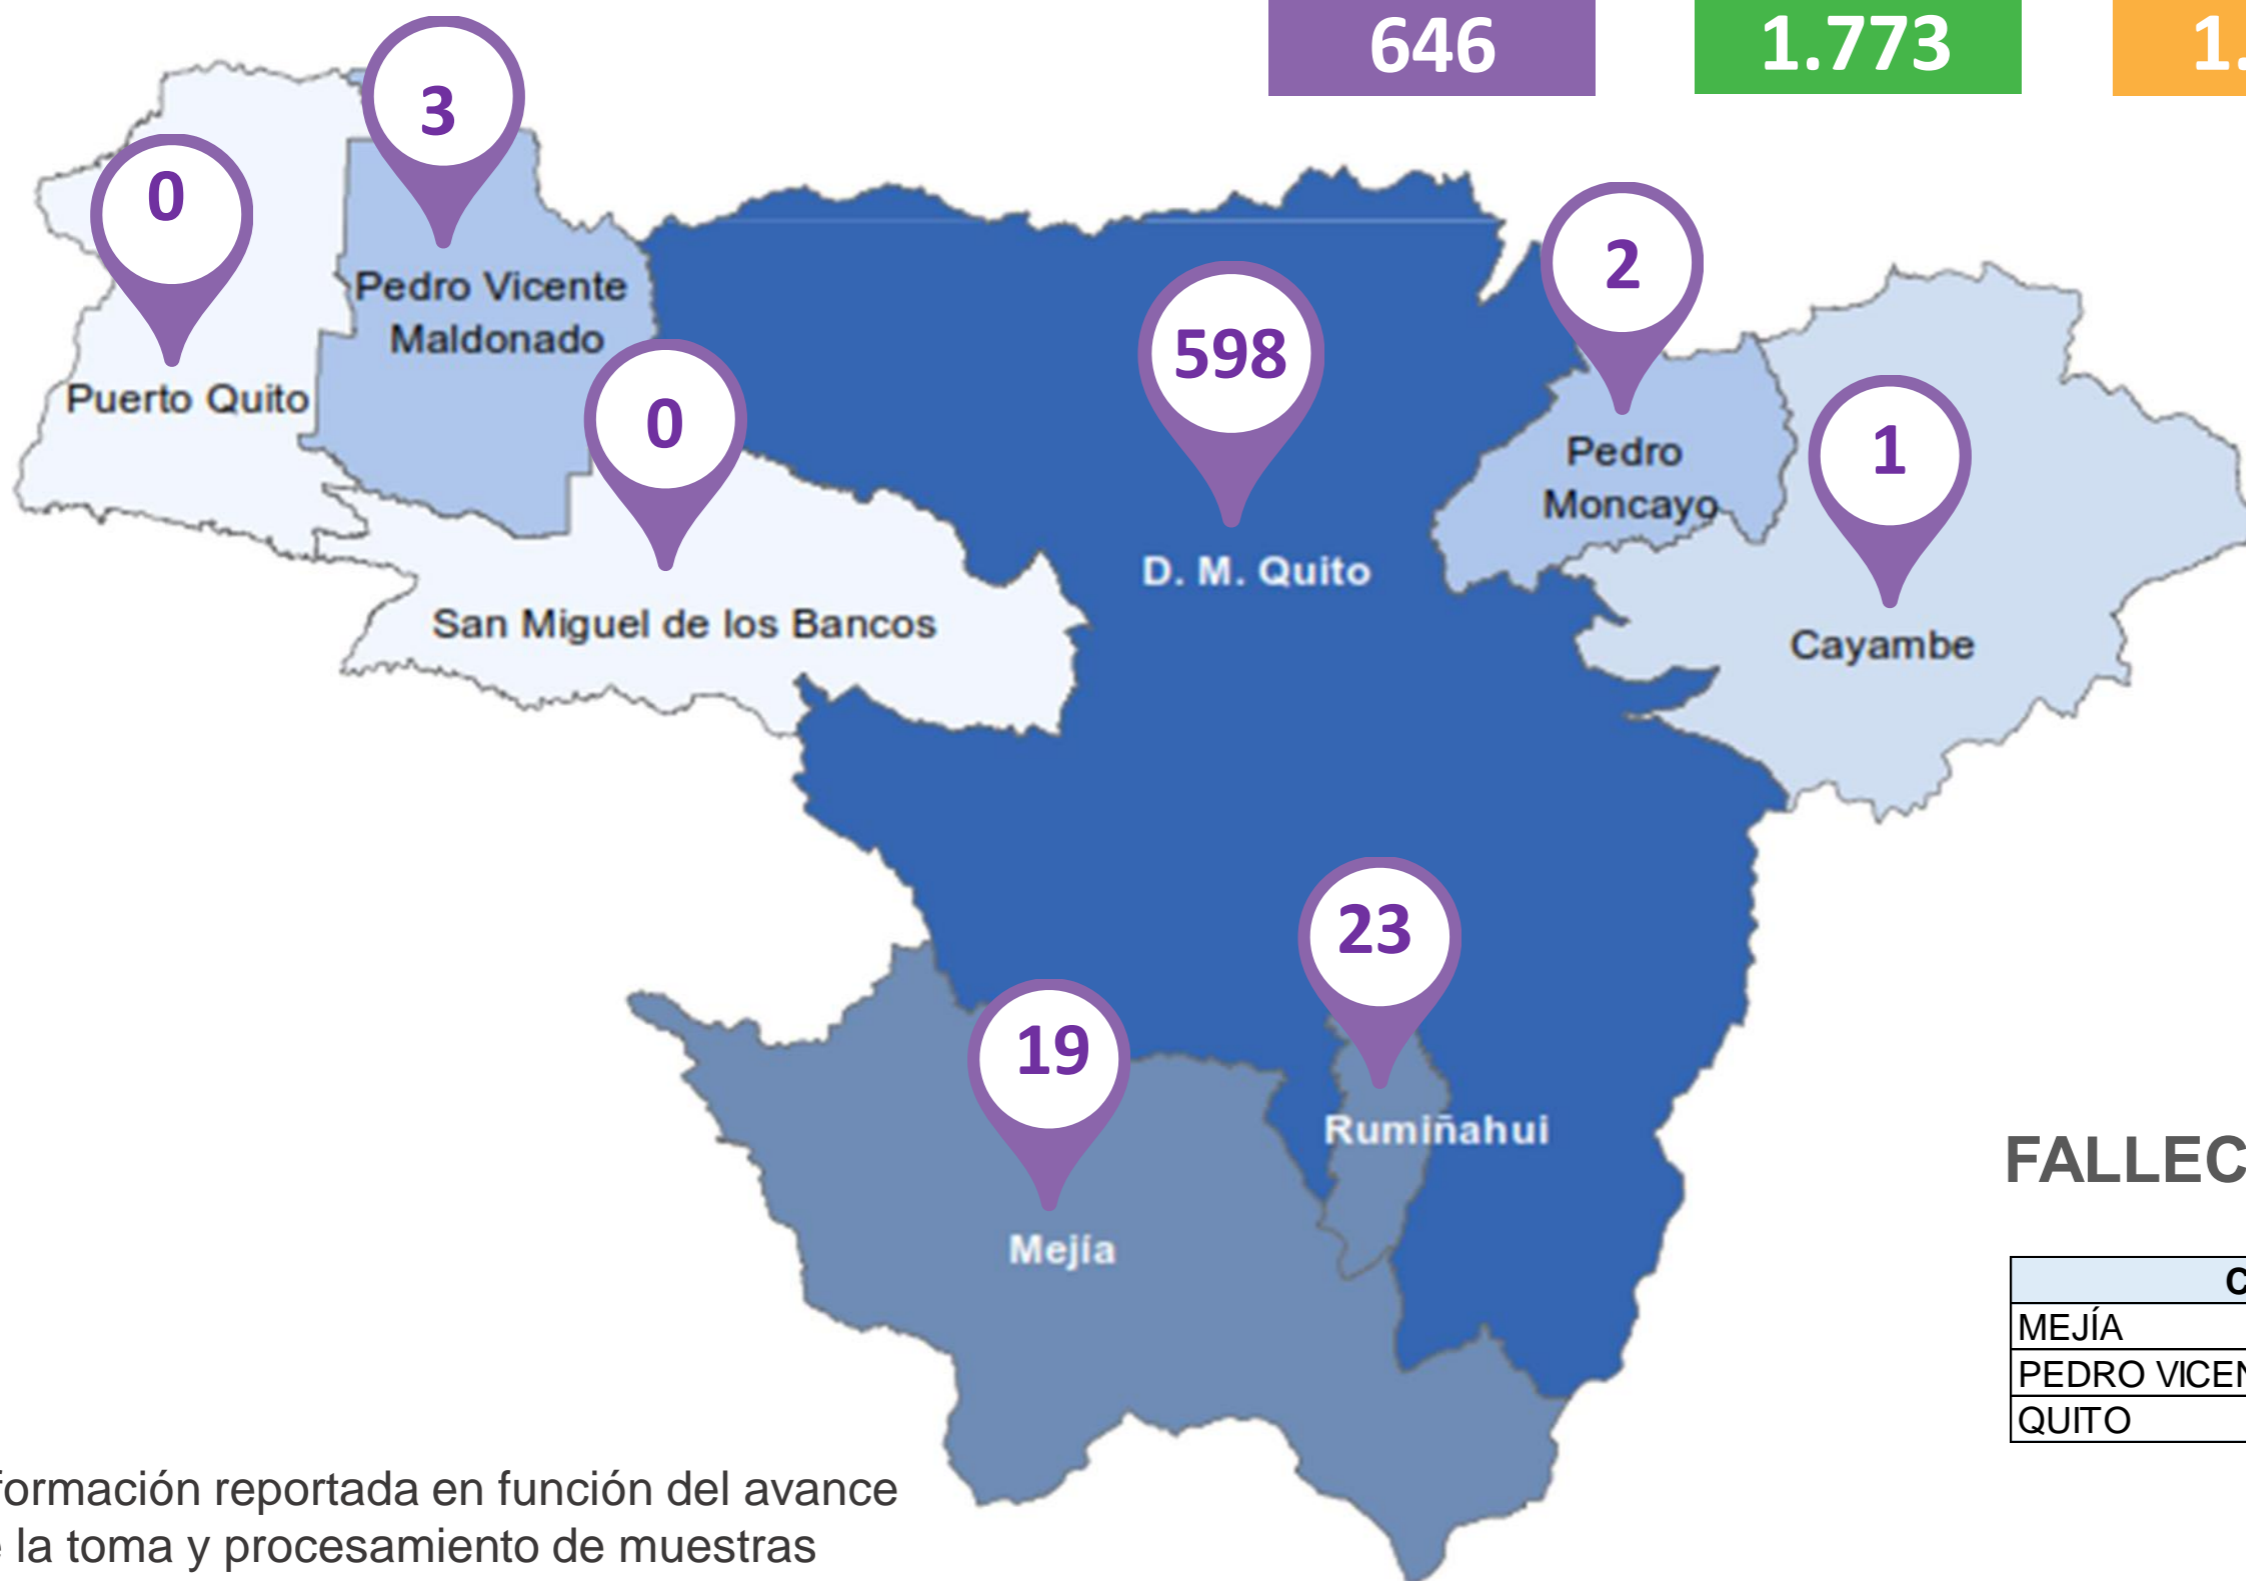 646
1.773
3
0
2
Pedro Vicente
Maldonado
598
Puerto Quito
0
1
Pedro
Moncayo
D. M. Quito
San Miguel de los Bancos
Cayambe
23
19
Rumiñahui
Mejía
MEJÍA
PEDRO
QUITO
reportada en función del avance
la toma y procesamiento de muestras